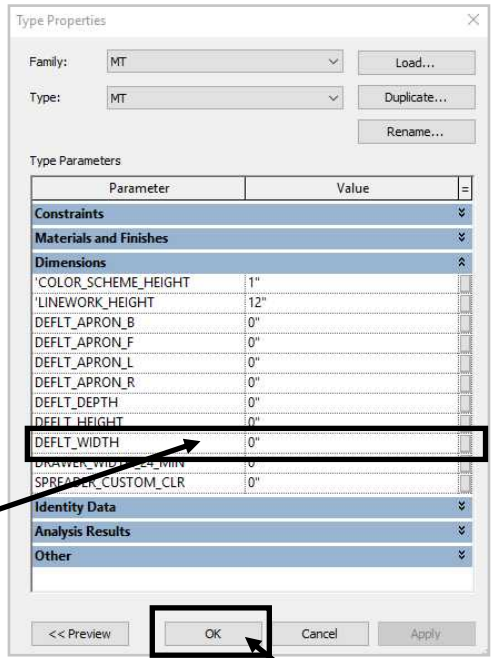 Type Properties
Family: MT Load...
Type: MT Duplicate...
Rename...
Type Parameters
Parameter Value =
Constraints
Materials and Finishes
Dimensions
'COLOR_SCHEME_HEIGHT 1"
'LINEWORK_HEIGHT 12"
DEFLT_APRON_B 0"
DEFLT_APRON_F 0"
DEFLT_APRON_L 0"
DEFLT_APRON_R 0"
DEFLT_DEPTH 0"
DEFLT_HEIGHT 0"
DEFLT_WIDTH 0"
DRAWER_WIDTH_24_MIN 0"
SPREADER_CUSTOM_CLR 0"
Identity Data
Analysis Results
Other
<< Preview OK Cancel Apply